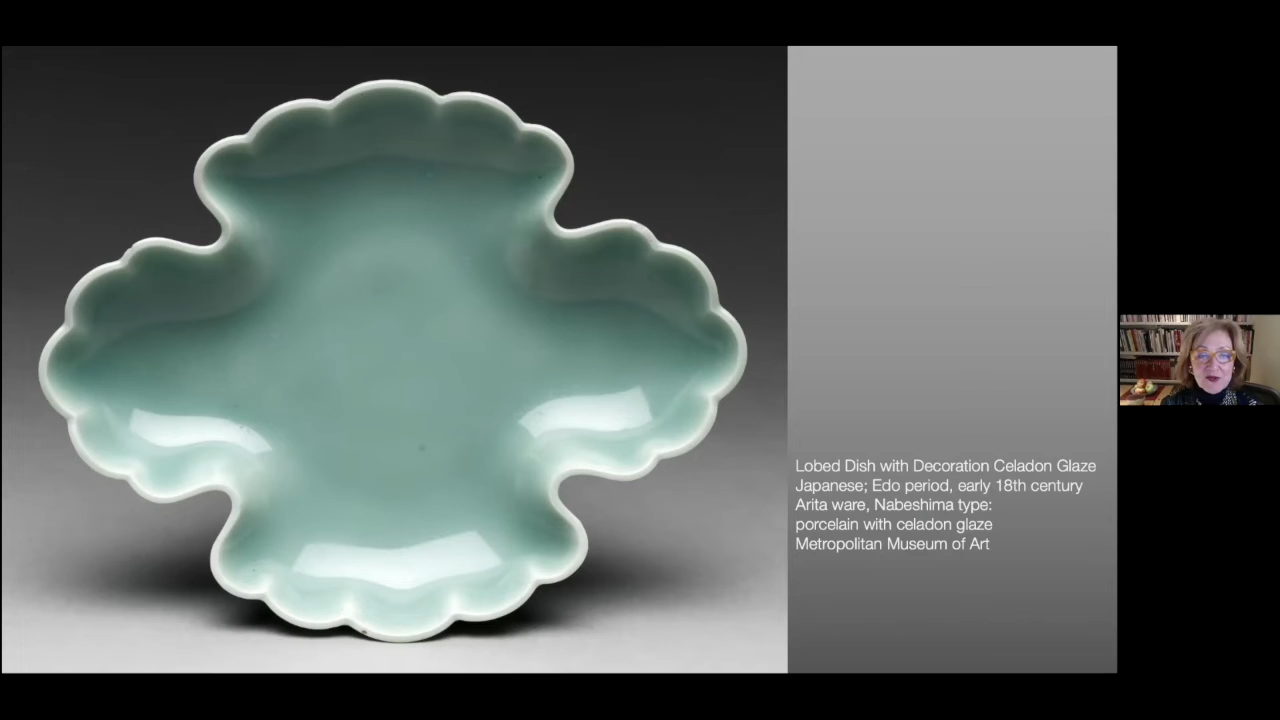 Lobed Dish with Decoration Celadon Glaze
Japanese; Edo period, early 18th century
Arita ware, Nabeshima type:
porcelain with celadon glaze
Metropolitan Museum of Art